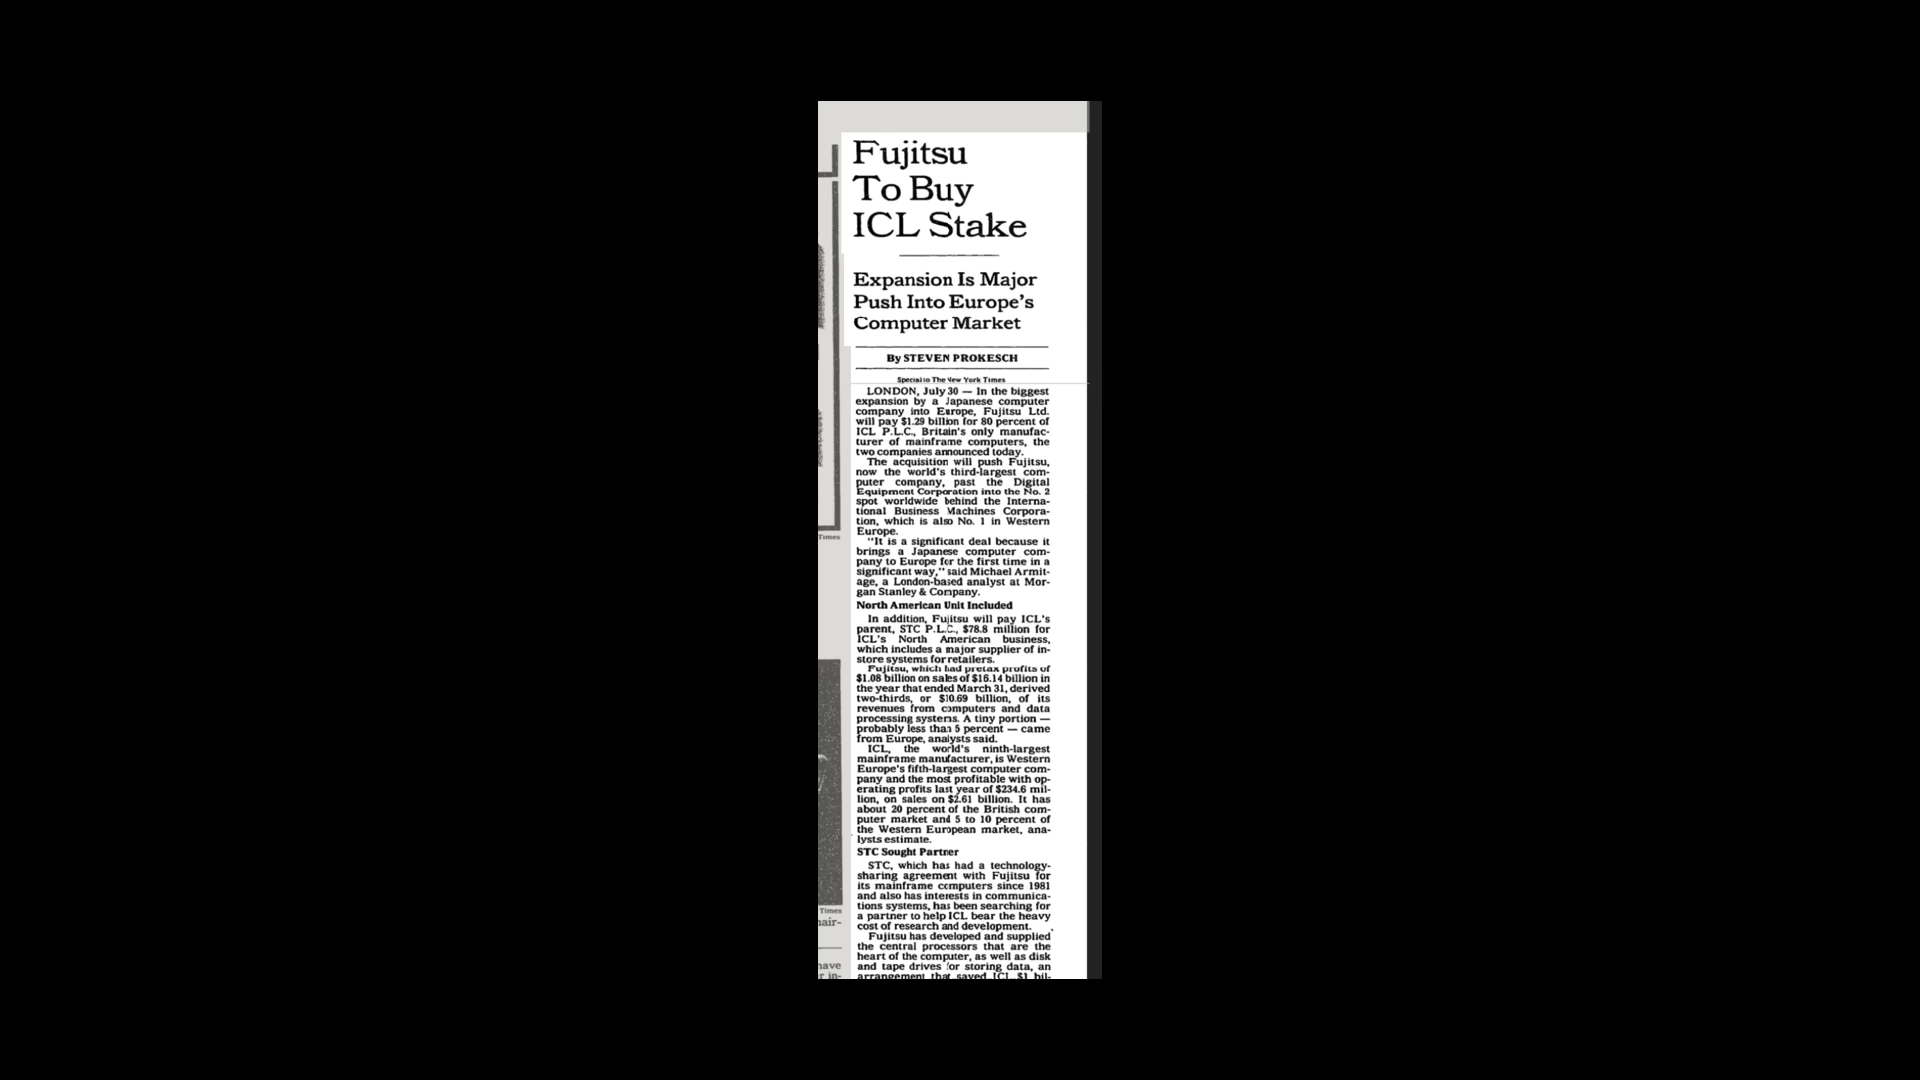 Fujitsu
To Buy
ICL Stake
Expansion Is Major
Push Into Europe's
Computer Market
By STEVEN PROKESCH
Special to The New York Times
LONDON, July 30 — In the biggest
expansion by a Japanese computer
company into Europe, Fujitsu Ltd.
will pay $1.29 billion for 80 percent of
ICL P.L.C., Britain's only manufac-
turer of mainframe computers, the
two companies announced today.
The acquisition will push Fujitsu,
now the world's third-largest com-
puter company, past the Digital
Equipment Corporation into the No. 2
spot worldwide behind the Interna-
tional Business Machines Corpora-
tion, which is also No. 1 in Western
Europe.
"It is a significant deal because it
brings a Japanese computer com-
pany to Europe for the first time in a
significant way," said Michael Armit-
age, a London-based analyst at Mor-
gan Stanley & Company.
North American Unit Included
In addition, Fujitsu will pay ICL's
parent, STC P.L.C., $78.8 million for
ICL's North American business,
which includes a major supplier of in-
store systems for retailers.
Fujitsu, which had pretax profits of
$1.08 billion on sales of $16.14 billion in
the year that ended March 31, derived
two-thirds, or $10.69 billion, of its
revenues from computers and data
processing systems. A tiny portion —
probably less than 5 percent — came
from Europe, analysts said.
ICL, the world's ninth-largest
mainframe manufacturer, is Western
Europe's fifth-largest computer com-
pany and the most profitable with op-
erating profits last year of $234.6 mil-
lion, on sales on $2.61 billion. It has
about 20 percent of the British com-
puter market and 5 to 10 percent of
the Western European market, ana-
lysts estimate.
STC Sought Partner
STC, which has had a technology-
sharing agreement with Fujitsu for
its mainframe computers since 1981
and also has interests in communica-
tions systems, has been searching for
a partner to help ICL bear the heavy
cost of research and development.
Fujitsu has developed and supplied
the central processors that are the
heart of the computer, as well as disk
and tape drives for storing data, an
arrangement that saved ICL $1 bil-
Times
Times
hair-
have
r in-